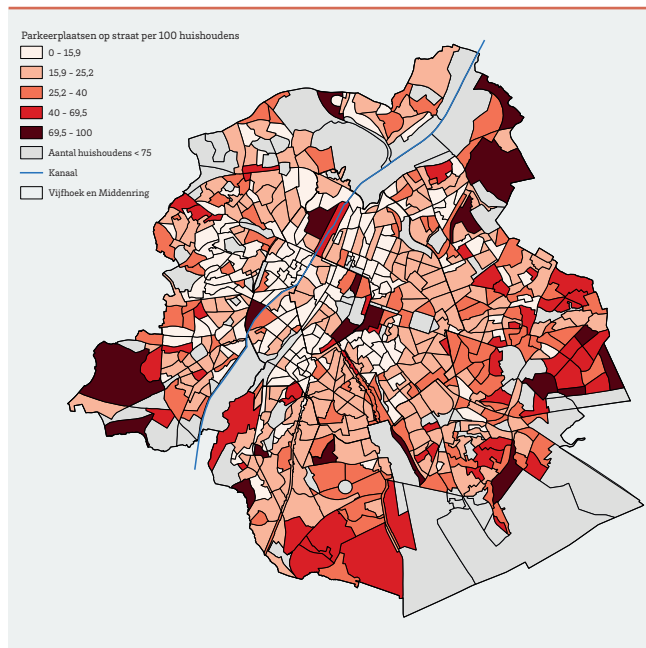 Parkeerplaatsen op straat per 100 huishoudens
0 - 15,9
15,9 - 25,2
25,2 - 40
40 - 69,5
69,5 - 100
Aantal huishoudens < 75
Kanaal
Vijfhoek en Middenring